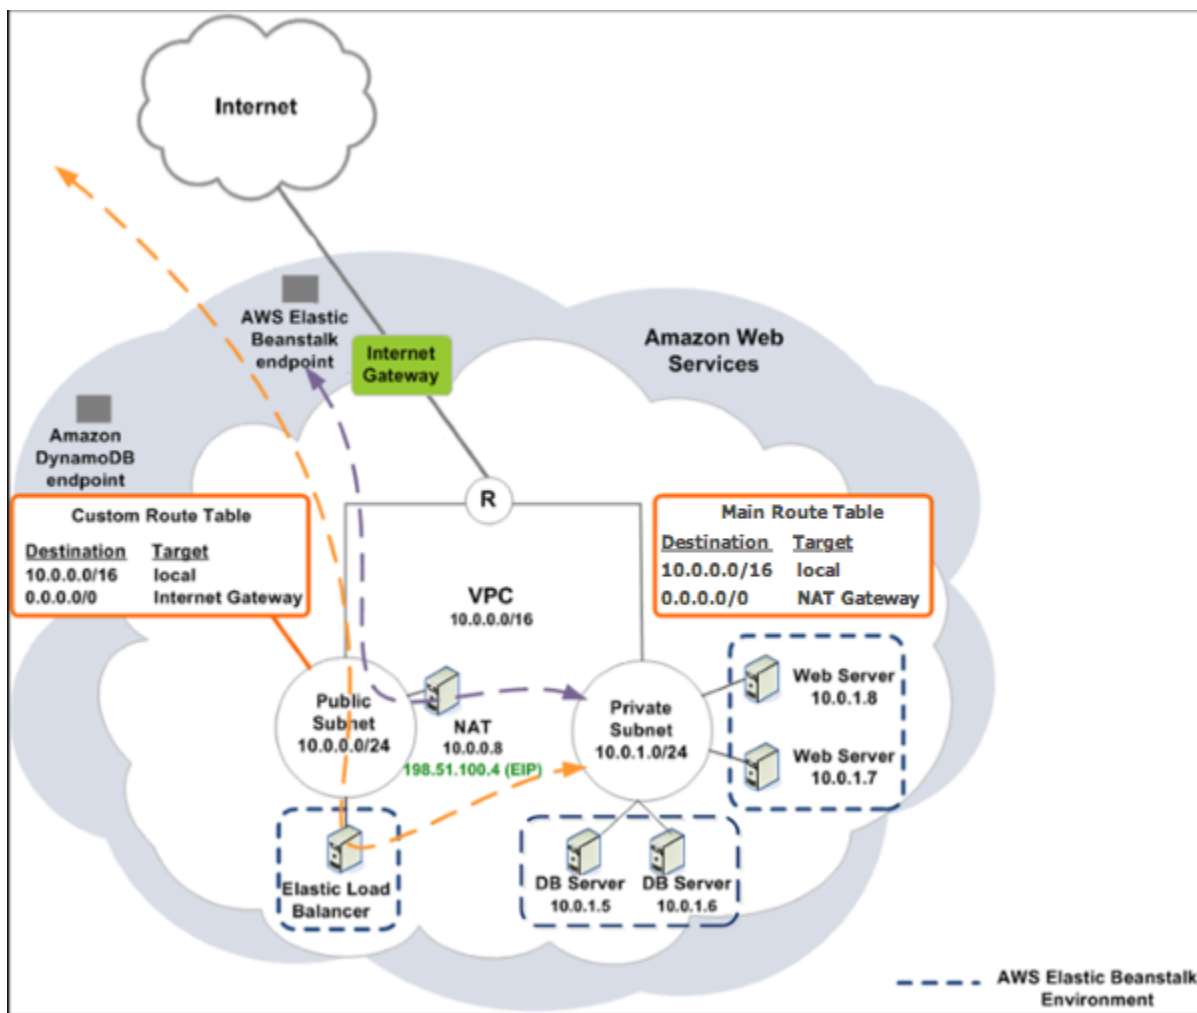 Internet
AWS Elastic
Beanstalk
endpoint
Internet
Gateway
Amazon Web
Services
Amazon
DynamoDB
endpoint
R
Custom Route Table
Destination Target
10.0.0.0/16 local
0.0.0.0/0 Internet Gateway
Main Route Table
Destination Target
10.0.0.0/16 local
0.0.0.0/0 NAT Gateway
VPC
10.0.0.0/16
Public
Subnet
10.0.0.0/24
NAT
10.0.0.8
198.51.100.4 (EIP)
Private
Subnet
10.0.1.0/24
Web Server
10.0.1.8
Web Server
10.0.1.7
Elastic Load
Balancer
DB Server
10.0.1.5
DB Server
10.0.1.6
AWS Elastic Beanstalk
Environment